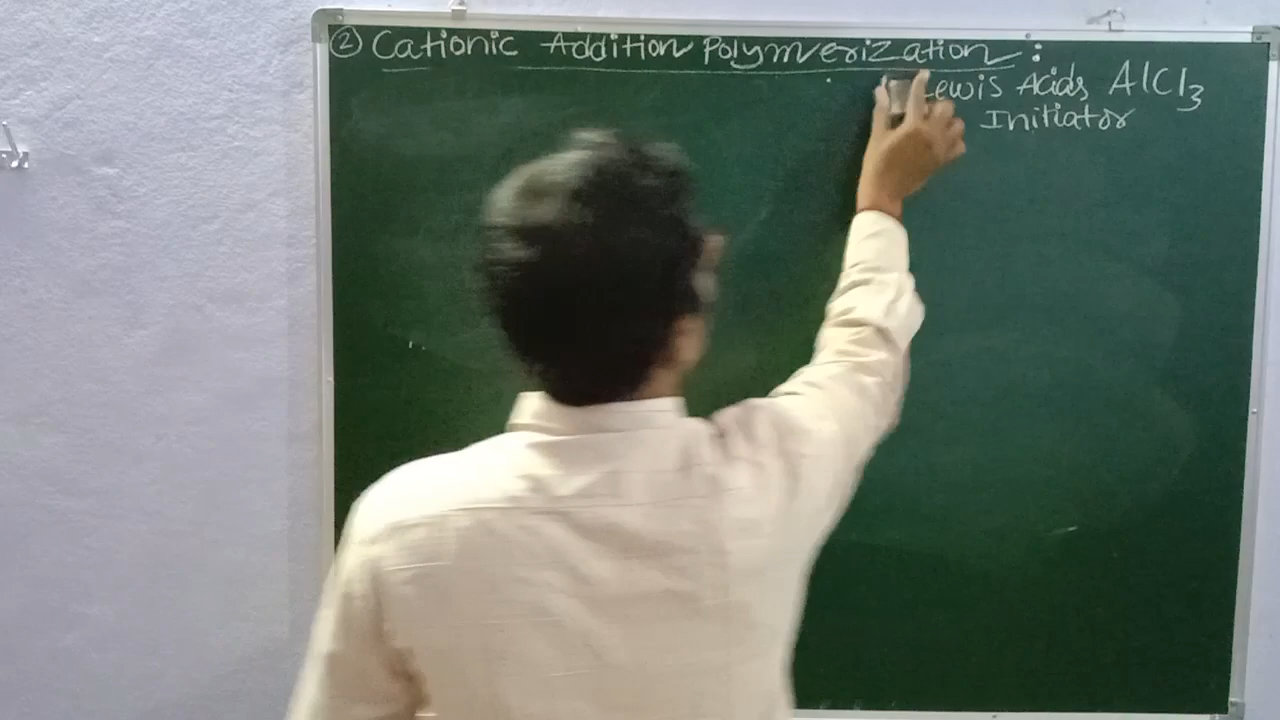 ② Cationic Addition Polymerization :
Lewis Acids AlCl3
Initiator